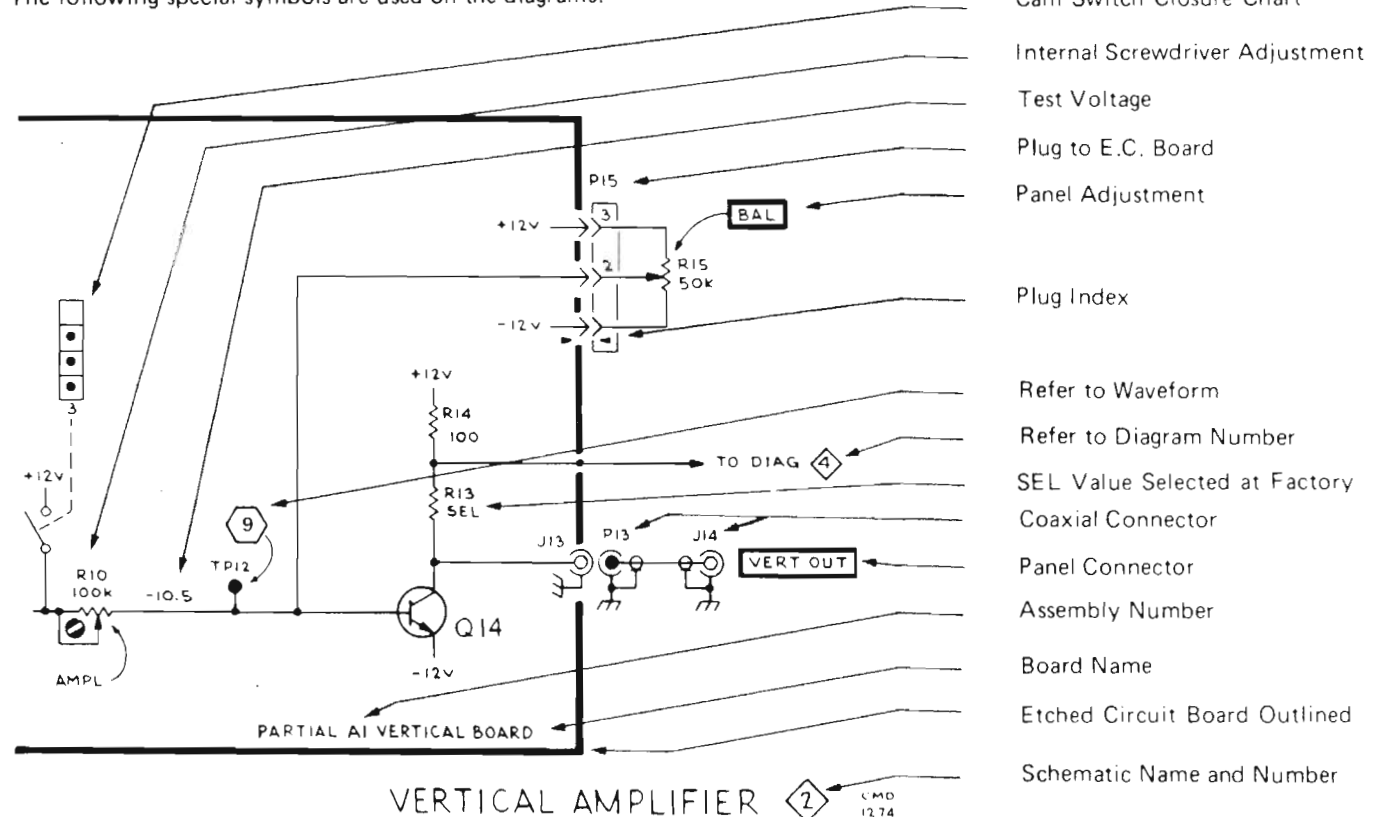 The following special symbols are used on the diagrams.
Cam Switch Closure Chart
Internal Screwdriver Adjustment
Test Voltage
Plug to E.C. Board
Panel Adjustment
Plug Index
Refer to Waveform
Refer to Diagram Number
SEL Value Selected at Factory
Coaxial Connector
Panel Connector
Assembly Number
Board Name
Etched Circuit Board Outlined
Schematic Name and Number
P15
3
+12V
BAL
2
R15
50K
-12V
3
+12V
R14
100
TO DIAG 4
R13
SEL
+12V
9
TP12
J13
P13
J14
VERT OUT
R10
100K
-10.5
Q14
AMPL
-12V
PARTIAL A1 VERTICAL BOARD
VERTICAL AMPLIFIER 2
CMD
1274